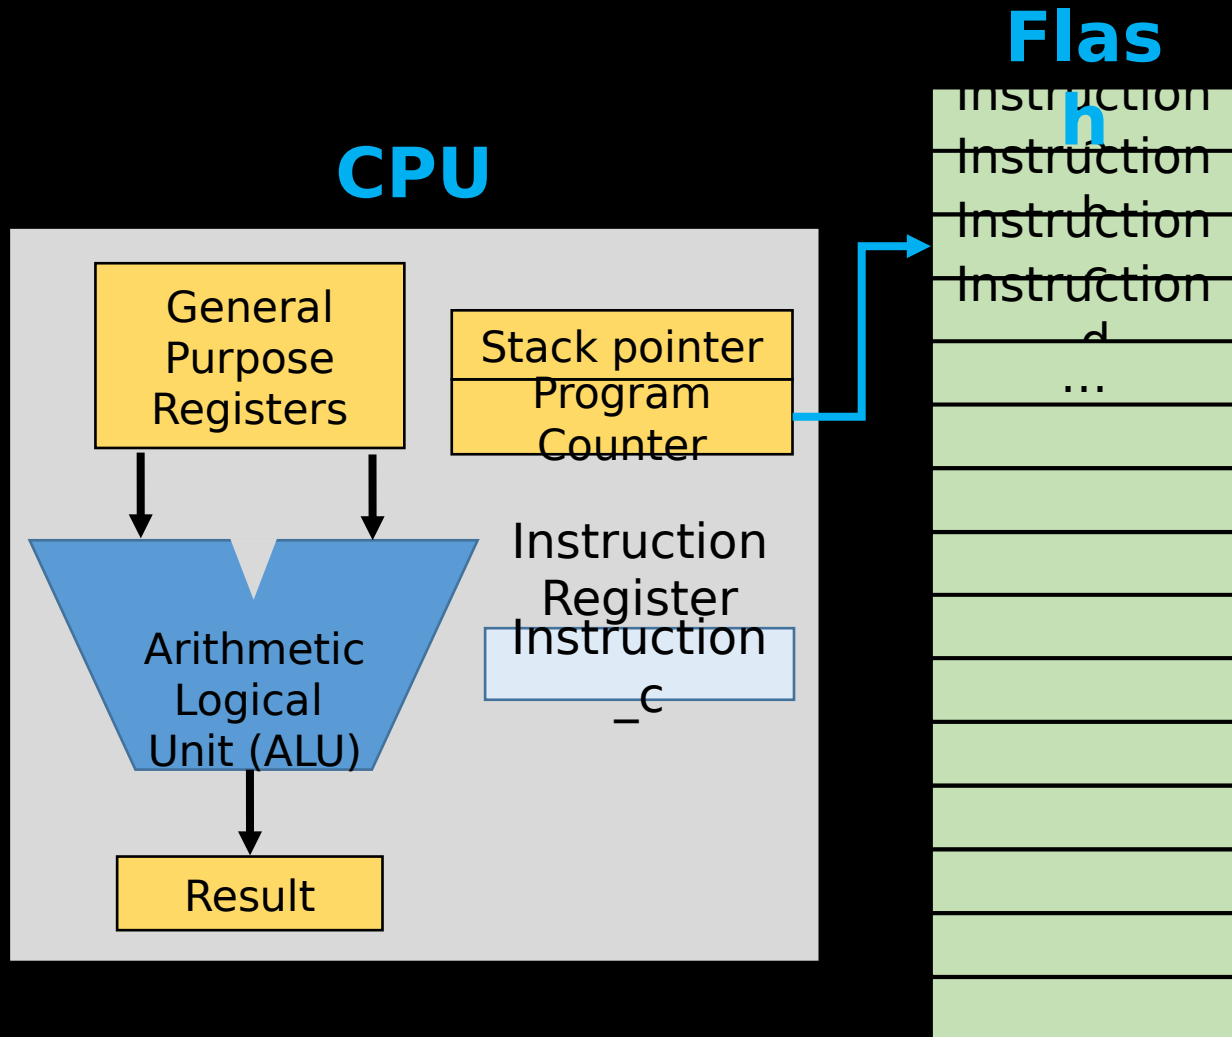 CPU
General
Purpose
Registers
Stack pointer
Program
Counter
Arithmetic
Logical
Unit (ALU)
Instruction
Register
Instruction
_c
Result
Flas
h
Instruction
Instruction
b
Instruction
c
Instruction
d
...